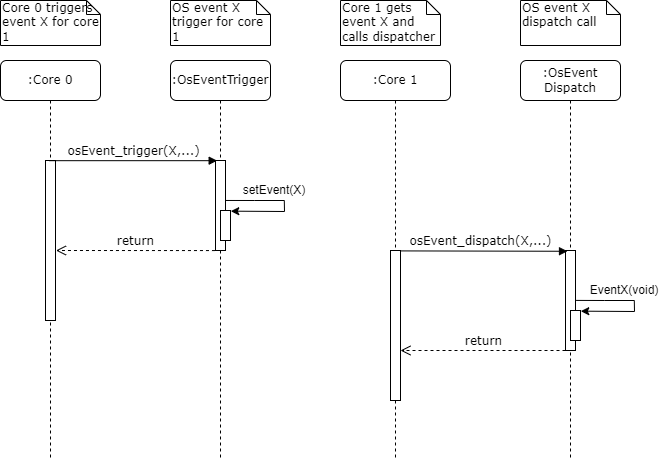 Core 0 triggers
event X for core
1
OS event X
trigger for core
1
Core 1 gets
event X and
calls dispatcher
OS event X
dispatch call
:Core 0
:OsEventTrigger
:Core 1
:OsEvent
Dispatch
osEvent_trigger(X,...)
setEvent(X)
return
osEvent_dispatch(X,...)
EventX(void)
return